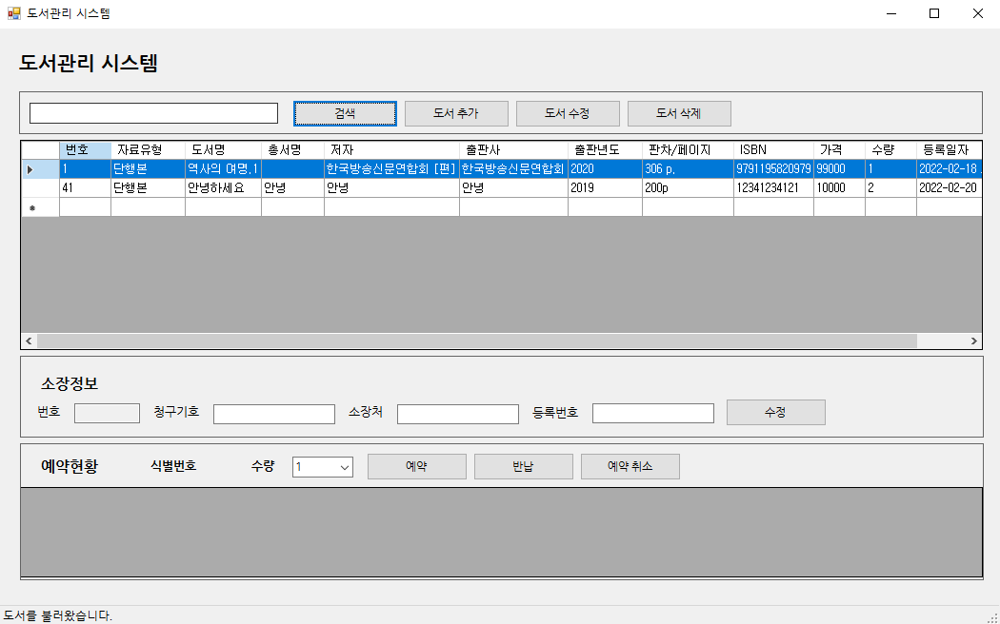 도서관리 시스템
도서관리 시스템
검색 도서 추가 도서 수정 도서 삭제
번호 자료유형 도서명 총서명 저자 출판사 출판년도 판차/페이지 ISBN 가격 수량 등록일자
1 단행본 역사의 여명.1 한국방송신문연합회 [편] 한국방송신문연합회 2020 306 p. 9791195820979 99000 1 2022-02-18
41 단행본 안녕하세요 안녕 안녕 안녕 2019 200p 12341234121 10000 2 2022-02-20
소장정보
번호 청구기호 소장처 등록번호 수정
예약현황 식별번호 수량 1 예약 반납 예약 취소
도서를 불러왔습니다.